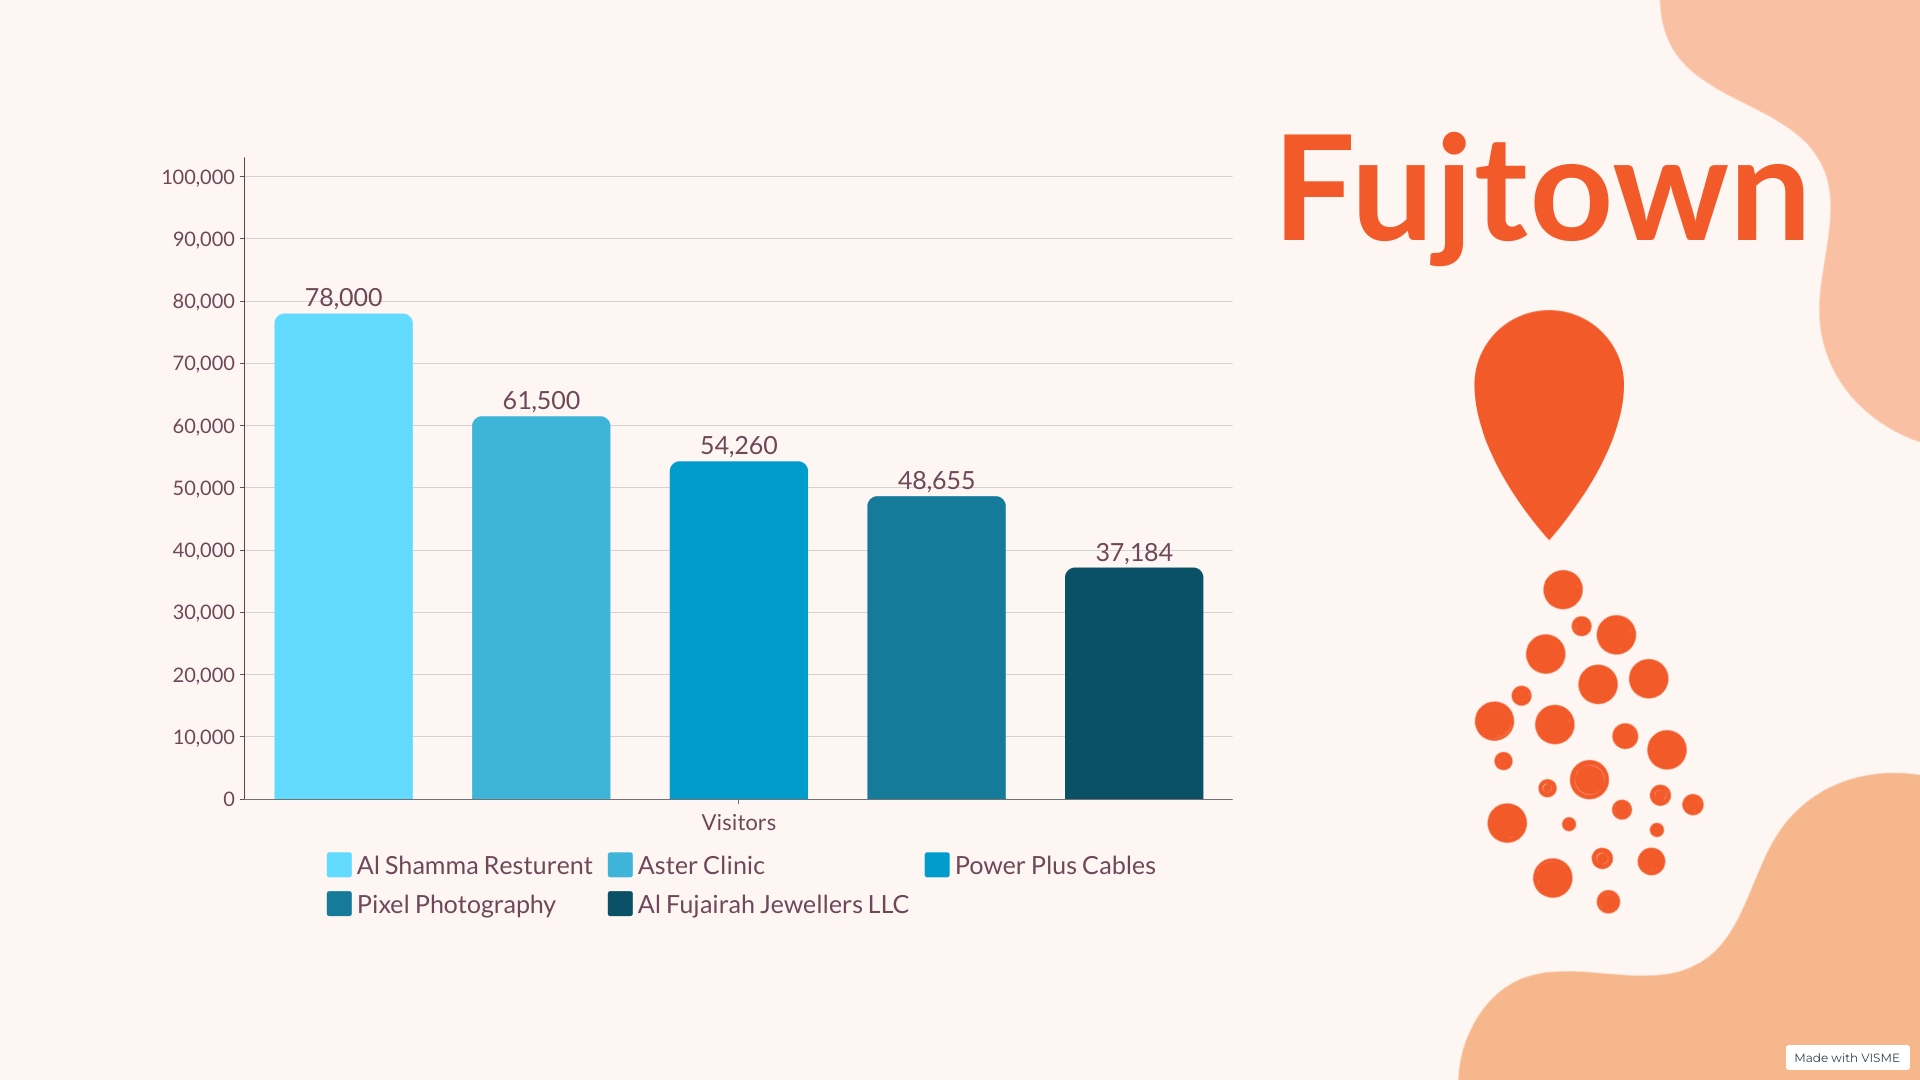 Fujtown
100,000
90,000
80,000
70,000
60,000
50,000
40,000
30,000
20,000
10,000
0
78,000
61,500
54,260
48,655
37,184
Visitors
Al Shamma Resturent
Aster Clinic
Power Plus Cables
Pixel Photography
Al Fujairah Jewellers LLC
Made with VISME